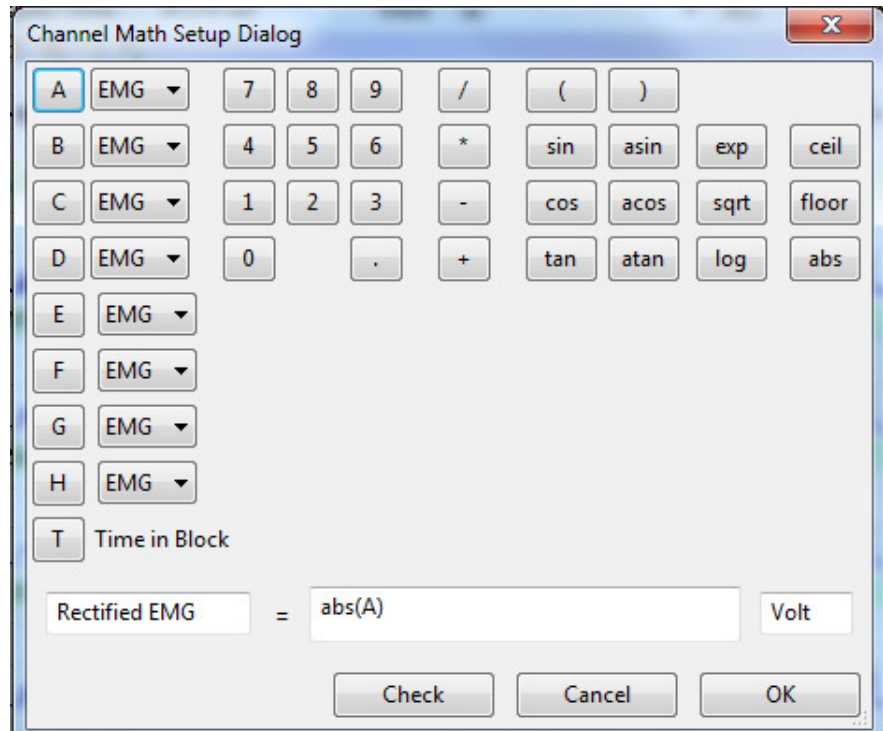 Channel Math Setup Dialog
A EMG 7 8 9 / ( )
B EMG 4 5 6 * sin asin exp ceil
C EMG 1 2 3 - cos acos sqrt floor
D EMG 0 . + tan atan log abs
E EMG
F EMG
G EMG
H EMG
T Time in Block
Rectified EMG = abs(A) Volt
Check Cancel OK